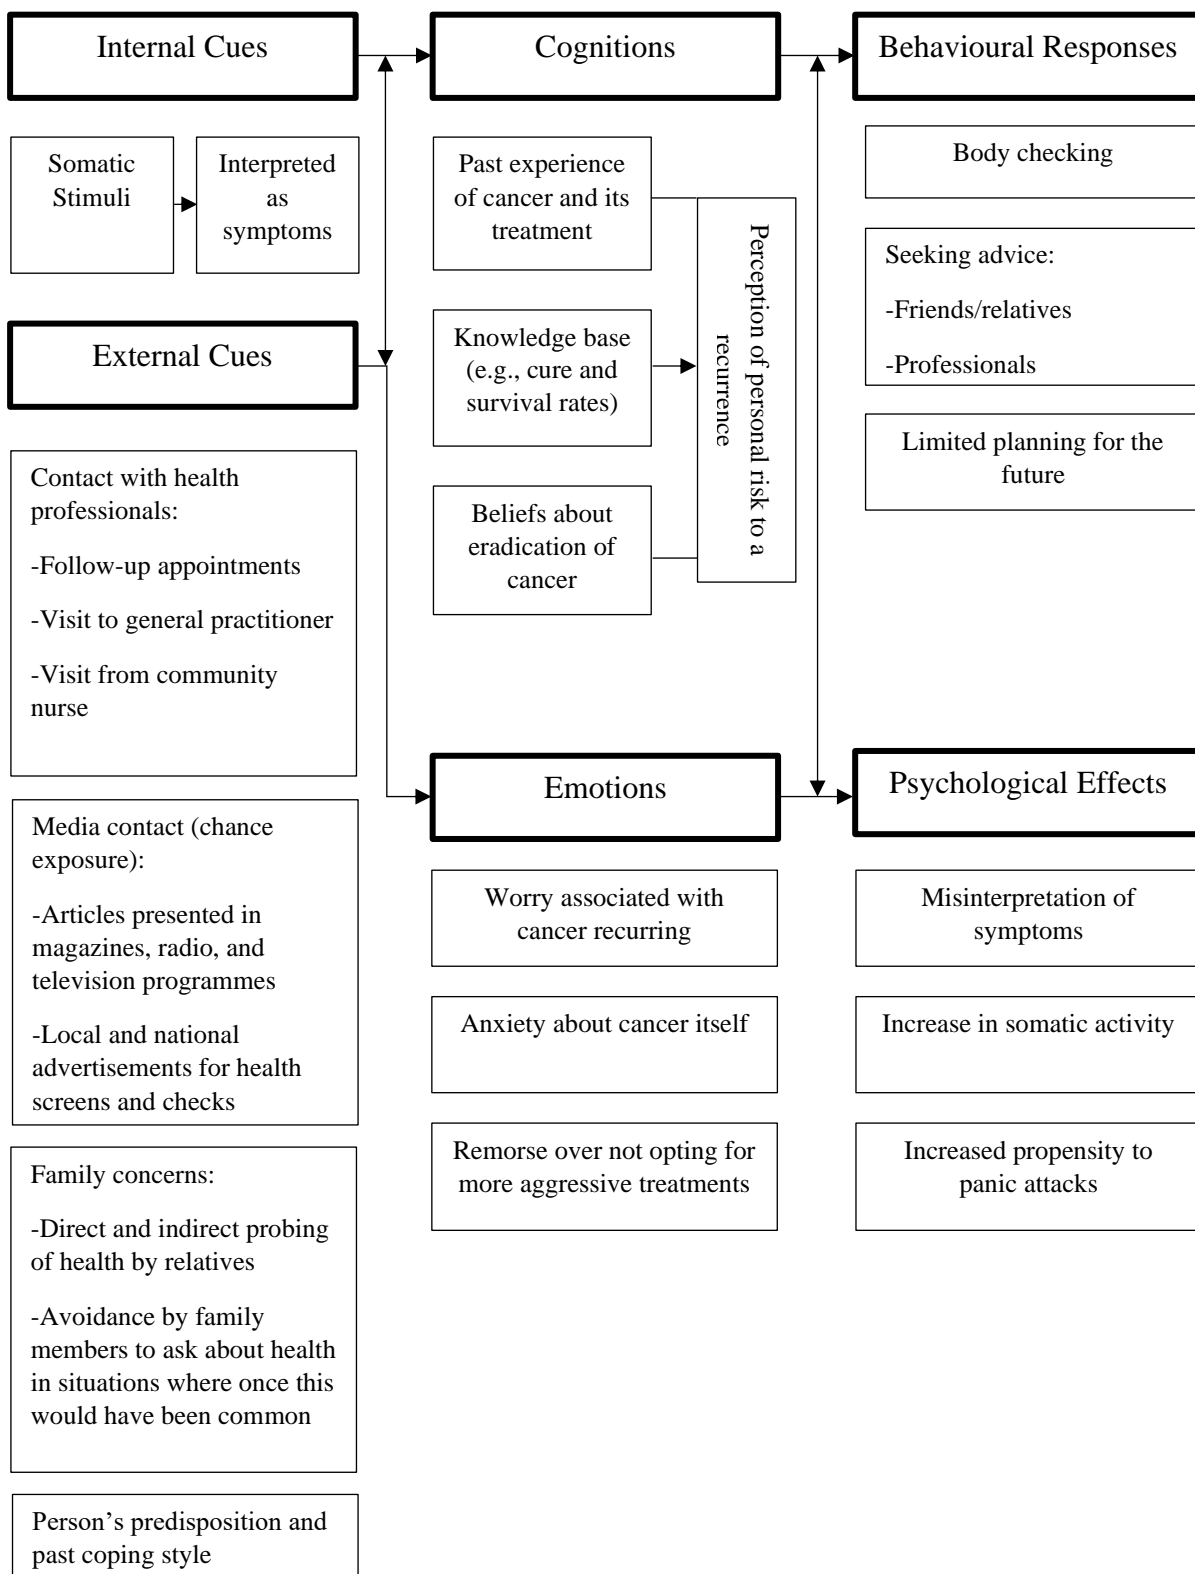 Internal Cues
Somatic
Stimuli
Interpreted
as
symptoms
External Cues
Contact with health
professionals:
-Follow-up appointments
-Visit to general practitioner
-Visit from community
nurse
Media contact (chance
exposure):
-Articles presented in
magazines, radio, and
television programmes
-Local and national
advertisements for health
screens and checks
Family concerns:
-Direct and indirect probing
of health by relatives
-Avoidance by family
members to ask about health
in situations where once this
would have been common
Person’s predisposition and
past coping style
Cognitions
Past experience
of cancer and its
treatment
Knowledge base
(e.g., cure and
survival rates)
Beliefs about
eradication of
cancer
Perception of personal risk to a
recurrence
Emotions
Worry associated with
cancer recurring
Anxiety about cancer itself
Remorse over not opting for
more aggressive treatments
Behavioural Responses
Body checking
Seeking advice:
-Friends/relatives
-Professionals
Limited planning for the
future
Psychological Effects
Misinterpretation of
symptoms
Increase in somatic activity
Increased propensity to
panic attacks